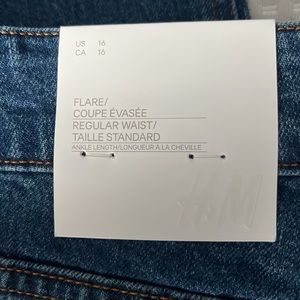 US 16
CA 16
FLARE/
COUPE ÉVASÉE
REGULAR WAIST/
TAILLE STANDARD
ANKLE LENGTH/LONGUEUR À LA CHEVILLE
H&M